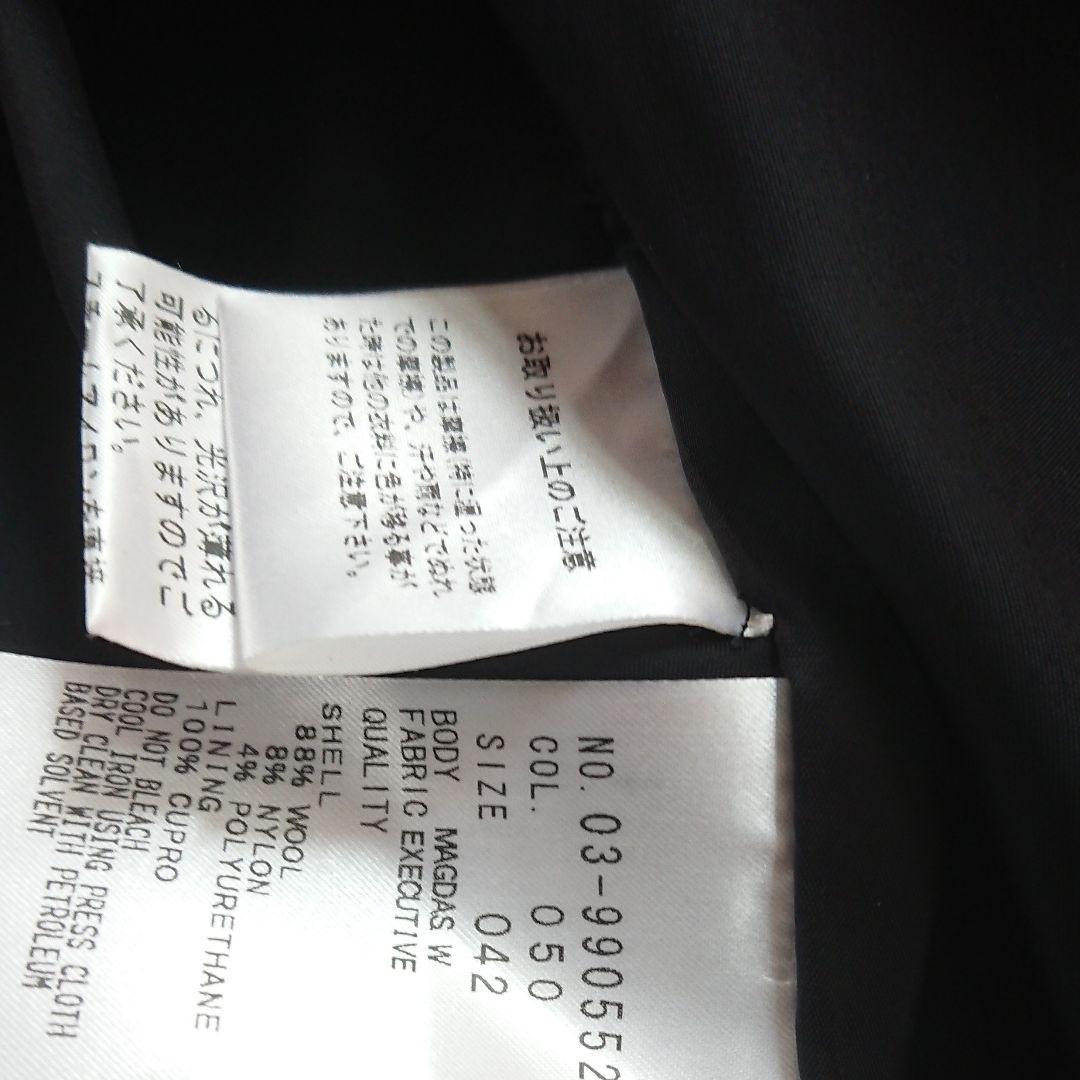 お取り扱い上のご注意
この製品は摩擦(特に湿った状態
での摩擦)や、汗や雨などでぬれ
た時は他の衣料に色が移る事が
ありますので、ご注意下さい。
るにつれ、光沢が薄れる
可能性がありますのでご
了承ください。
NO. 03-990552
COL. 050
SIZE 042
BODY MAGDAS W
FABRIC EXECUTIVE
QUALITY
SHELL
88% WOOL
8% NYLON
4% POLYURETHANE
LINING
100% CUPRO
DO NOT BLEACH
COOL IRON USING PRESS CLOTH
DRY CLEAN WITH PETROLEUM
BASED SOLVENT